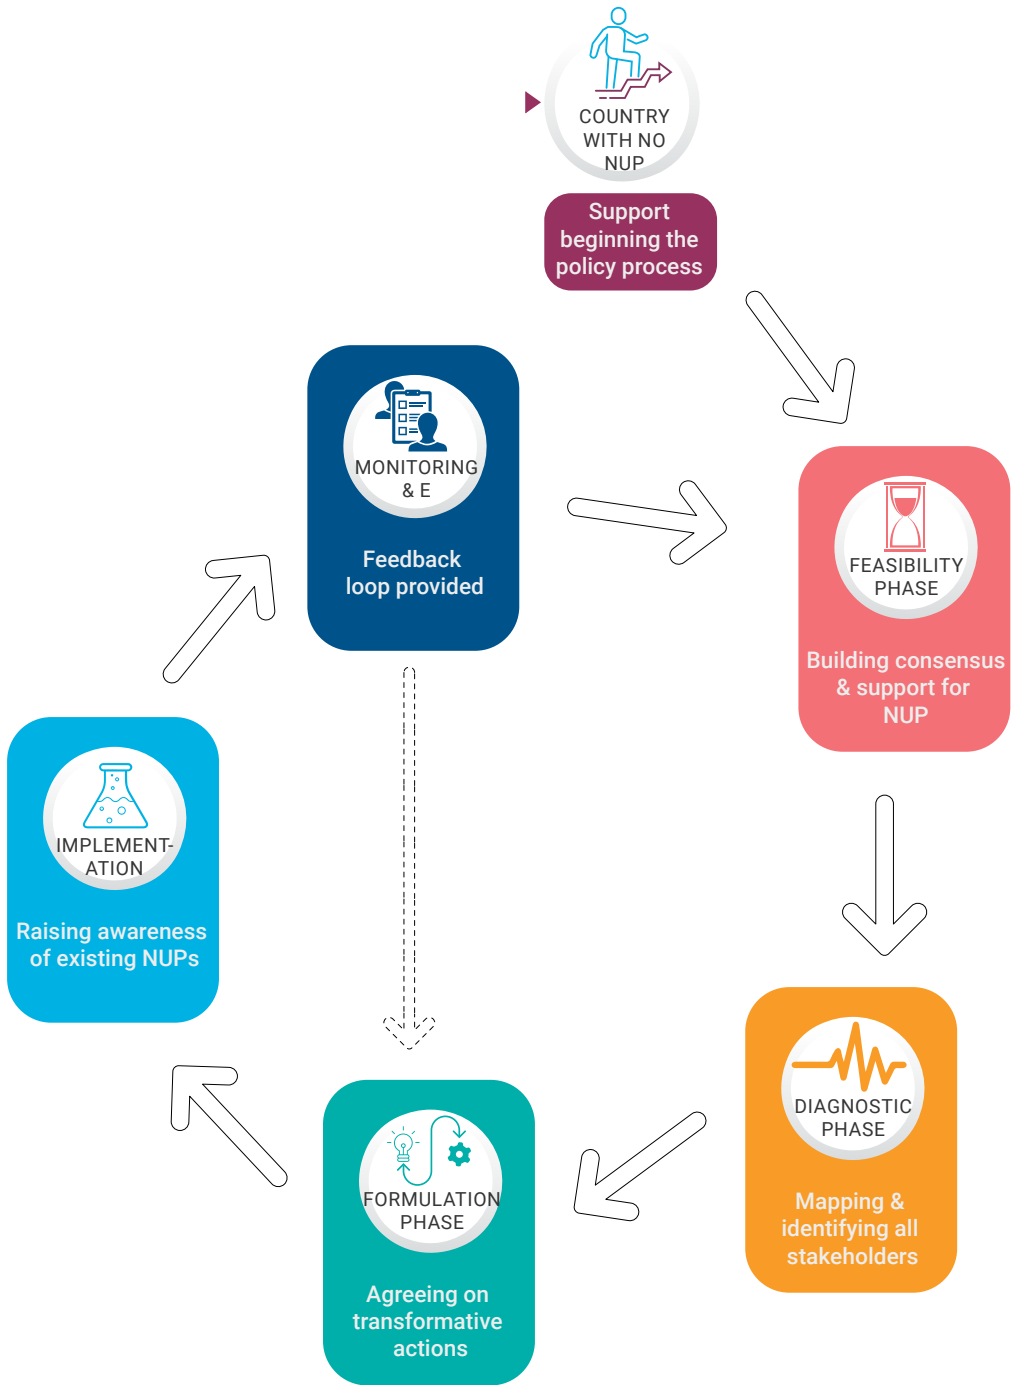 COUNTRY
WITH NO
NUP
Support
beginning the
policy process
MONITORING
& E
Feedback
loop provided
FEASIBILITY
PHASE
Building consensus
& support for
NUP
IMPLEMENT-
ATION
Raising awareness
of existing NUPs
DIAGNOSTIC
PHASE
Mapping &
identifying all
stakeholders
FORMULATION
PHASE
Agreeing on
transformative
actions